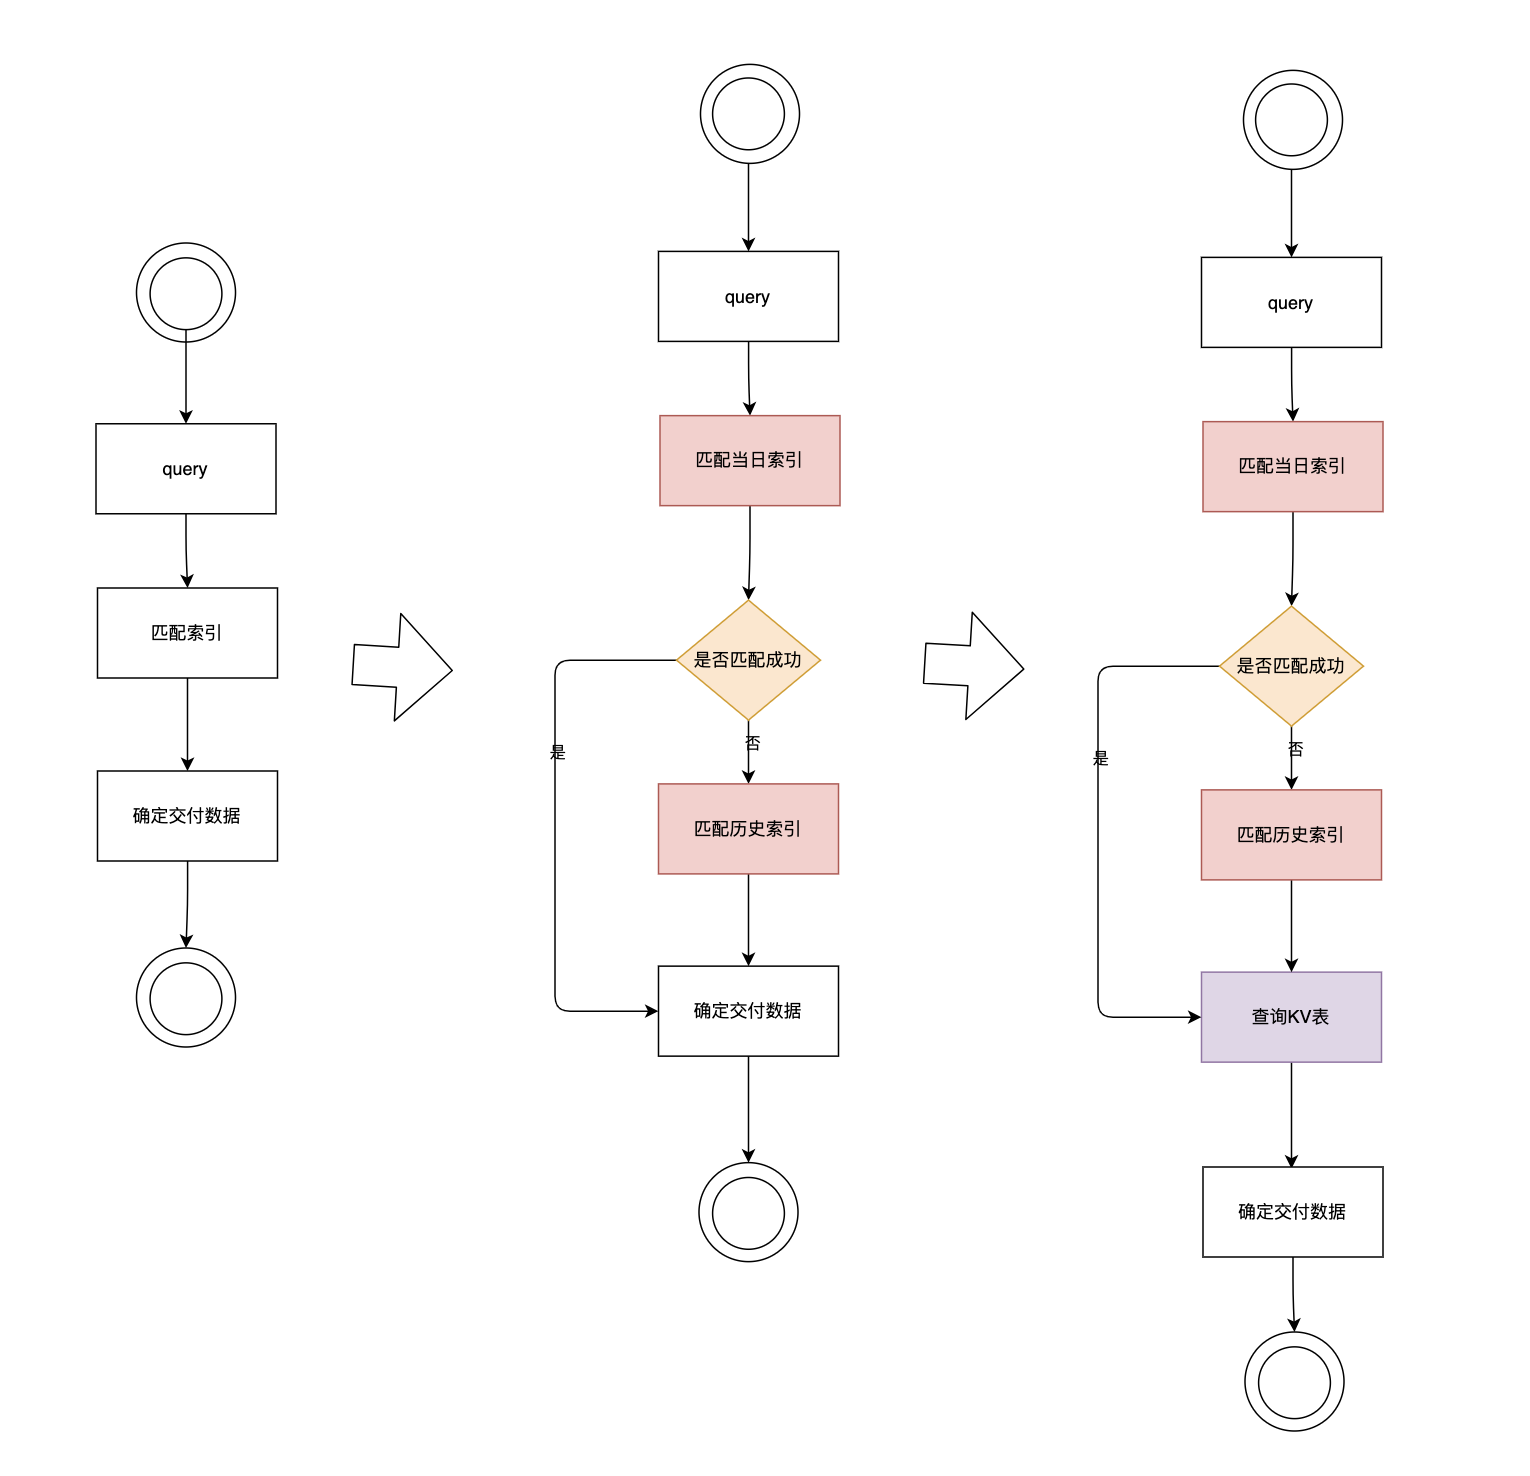 query
匹配索引
确定交付数据
query
匹配当日索引
是否匹配成功
是
否
匹配历史索引
确定交付数据
query
匹配当日索引
是否匹配成功
是
否
匹配历史索引
查询KV表
确定交付数据